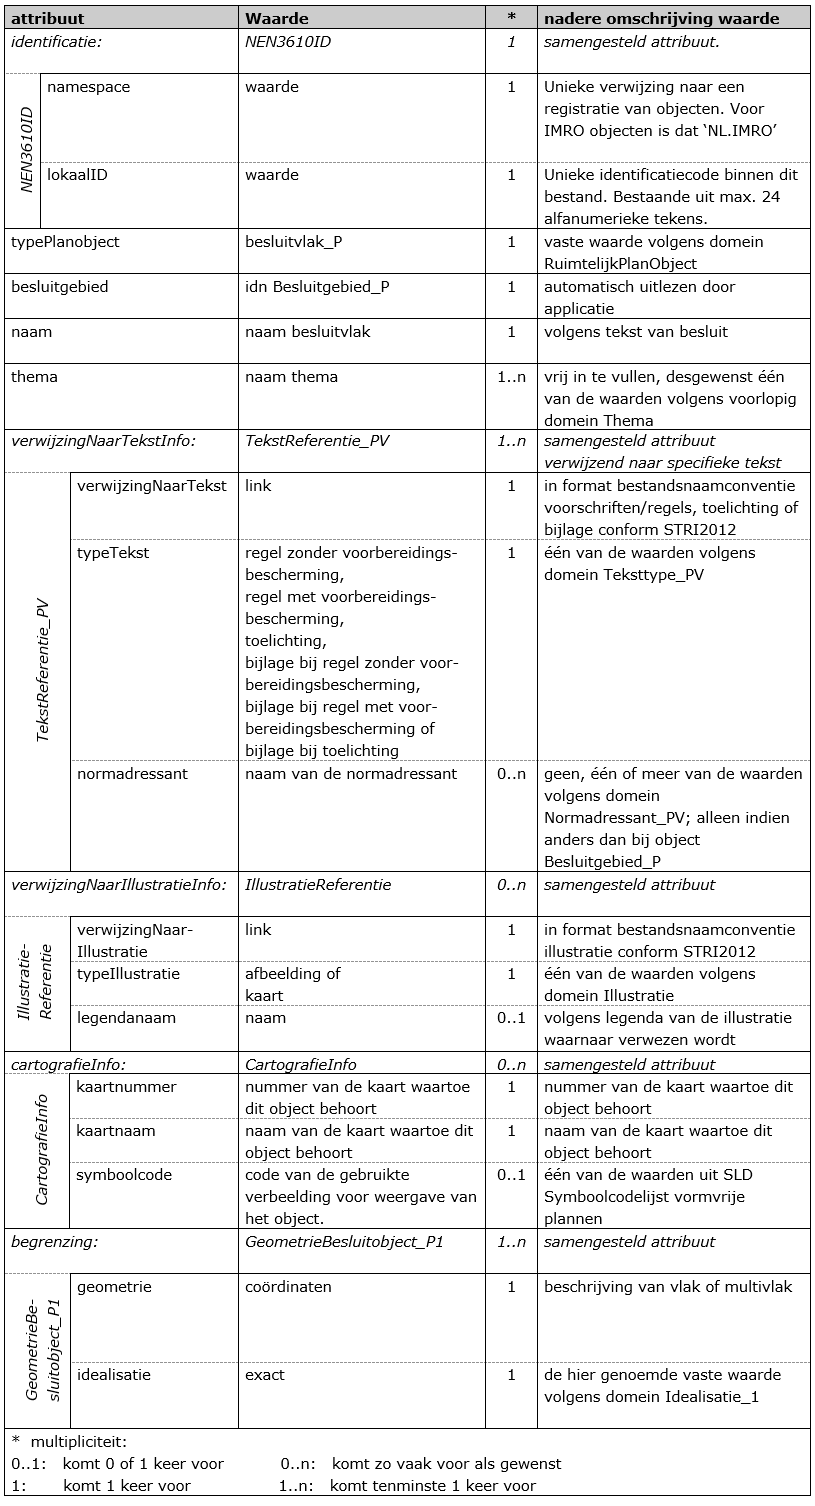 attribuut Waarde * nadere omschrijving waarde
identificatie: NEN3610ID 1 samengesteld attribuut.
NEN3610ID
namespace waarde 1 Unieke verwijzing naar een
registratie van objecten. Voor
IMRO objecten is dat ‘NL.IMRO’
lokaalID waarde 1 Unieke identificatiecode binnen dit
bestand. Bestaande uit max. 24
alfanumerieke tekens.
typePlanobject besluitvlak_P 1 vaste waarde volgens domein
RuimtelijkPlanObject
besluitgebied idn Besluitgebied_P 1 automatisch uitlezen door
applicatie
naam naam besluitvlak 1 volgens tekst van besluit
thema naam thema 1..n vrij in te vullen, desgewenst één
van de waarden volgens voorlopig
domein Thema
verwijzingNaarTekstInfo: TekstReferentie_PV 1..n samengesteld attribuut
verwijzend naar specifieke tekst
TekstReferentie_PV
verwijzingNaarTekst link 1 in format bestandsnaamconventie
voorschriften/regels, toelichting of
bijlage conform STRI2012
typeTekst regel zonder voorbereidings- 1 één van de waarden volgens
bescherming, domein Teksttype_PV
regel met voorbereidings-
bescherming,
toelichting,
bijlage bij regel zonder voor-
bereidingsbescherming,
bijlage bij regel met voor-
bereidingsbescherming of
bijlage bij toelichting
normadressant naam van de normadressant 0..n geen, één of meer van de waarden
volgens domein
Normadressant_PV; alleen indien
anders dan bij object
Besluitgebied_P
verwijzingNaarIllustratieInfo: IllustratieReferentie 0..n samengesteld attribuut
Illustratie-
Referentie
verwijzingNaar- link 1 in format bestandsnaamconventie
Illustratie illustratie conform STRI2012
typeIllustratie afbeelding of 1 één van de waarden volgens
kaart domein Illustratie
legendanaam naam 0..1 volgens legenda van de illustratie
waarnaar verwezen wordt
cartografieInfo: CartografieInfo 0..n samengesteld attribuut
CartografieInfo
kaartnummer nummer van de kaart waartoe 1 nummer van de kaart waartoe dit
dit object behoort object behoort
kaartnaam naam van de kaart waartoe dit 1 naam van de kaart waartoe dit
object behoort object behoort
symboolcode code van de gebruikte 0..1 één van de waarden uit SLD
verbeelding voor weergave van Symboolcodelijst vormvrije
het object. plannen
begrenzing: GeometrieBesluitobject_P1 1..n samengesteld attribuut
GeometrieBe-
sluitobject_P1
geometrie coördinaten 1 beschrijving van vlak of multivlak
idealisatie exact 1 de hier genoemde vaste waarde
volgens domein Idealisatie_1
* multipliciteit:
0..1: komt 0 of 1 keer voor 0..n: komt zo vaak voor als gewenst
1: komt 1 keer voor 1..n: komt tenminste 1 keer voor